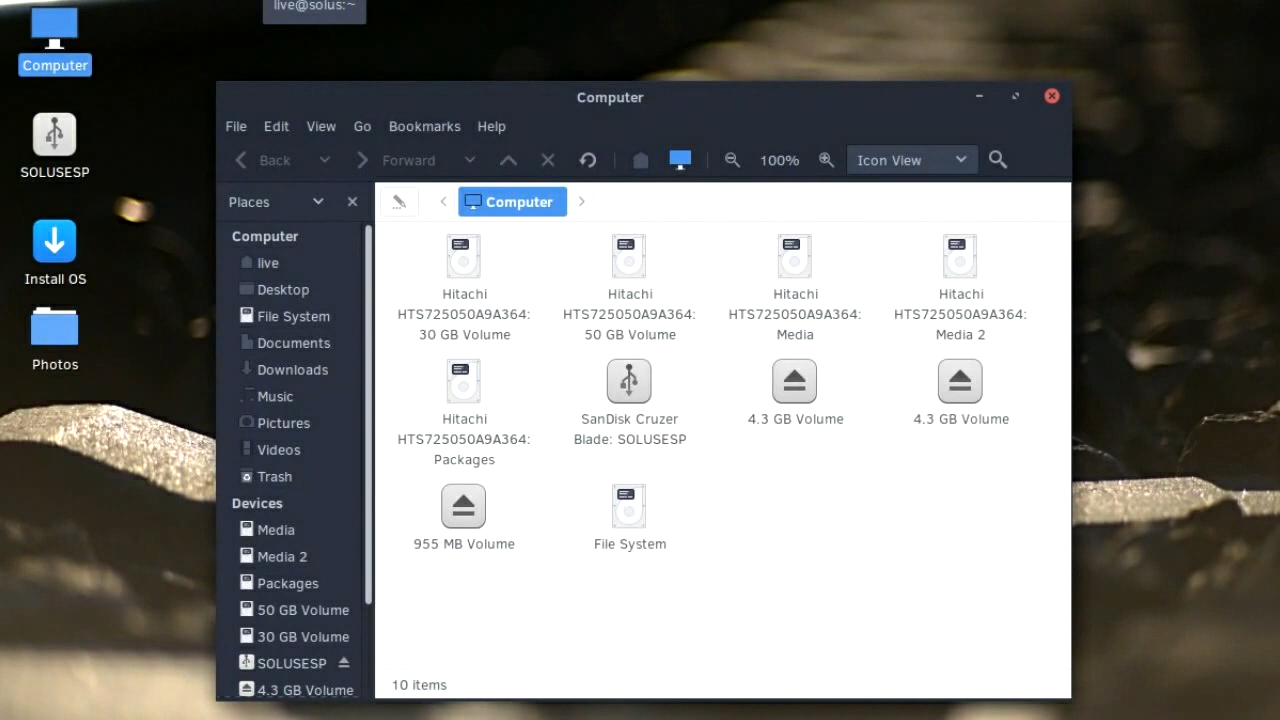 live@solus:~
Computer
SOLUSESP
Install OS
Photos
Computer
File Edit View Go Bookmarks Help
Back Forward 100% Icon View
Places
Computer
live
Desktop
File System
Documents
Downloads
Music
Pictures
Videos
Trash
Devices
Media
Media 2
Packages
50 GB Volume
30 GB Volume
SOLUSESP
4.3 GB Volume
Computer
Hitachi
HTS725050A9A364:
30 GB Volume
Hitachi
HTS725050A9A364:
50 GB Volume
Hitachi
HTS725050A9A364:
Media
Hitachi
HTS725050A9A364:
Media 2
Hitachi
HTS725050A9A364:
Packages
SanDisk Cruzer
Blade: SOLUSESP
4.3 GB Volume
4.3 GB Volume
955 MB Volume
File System
10 items